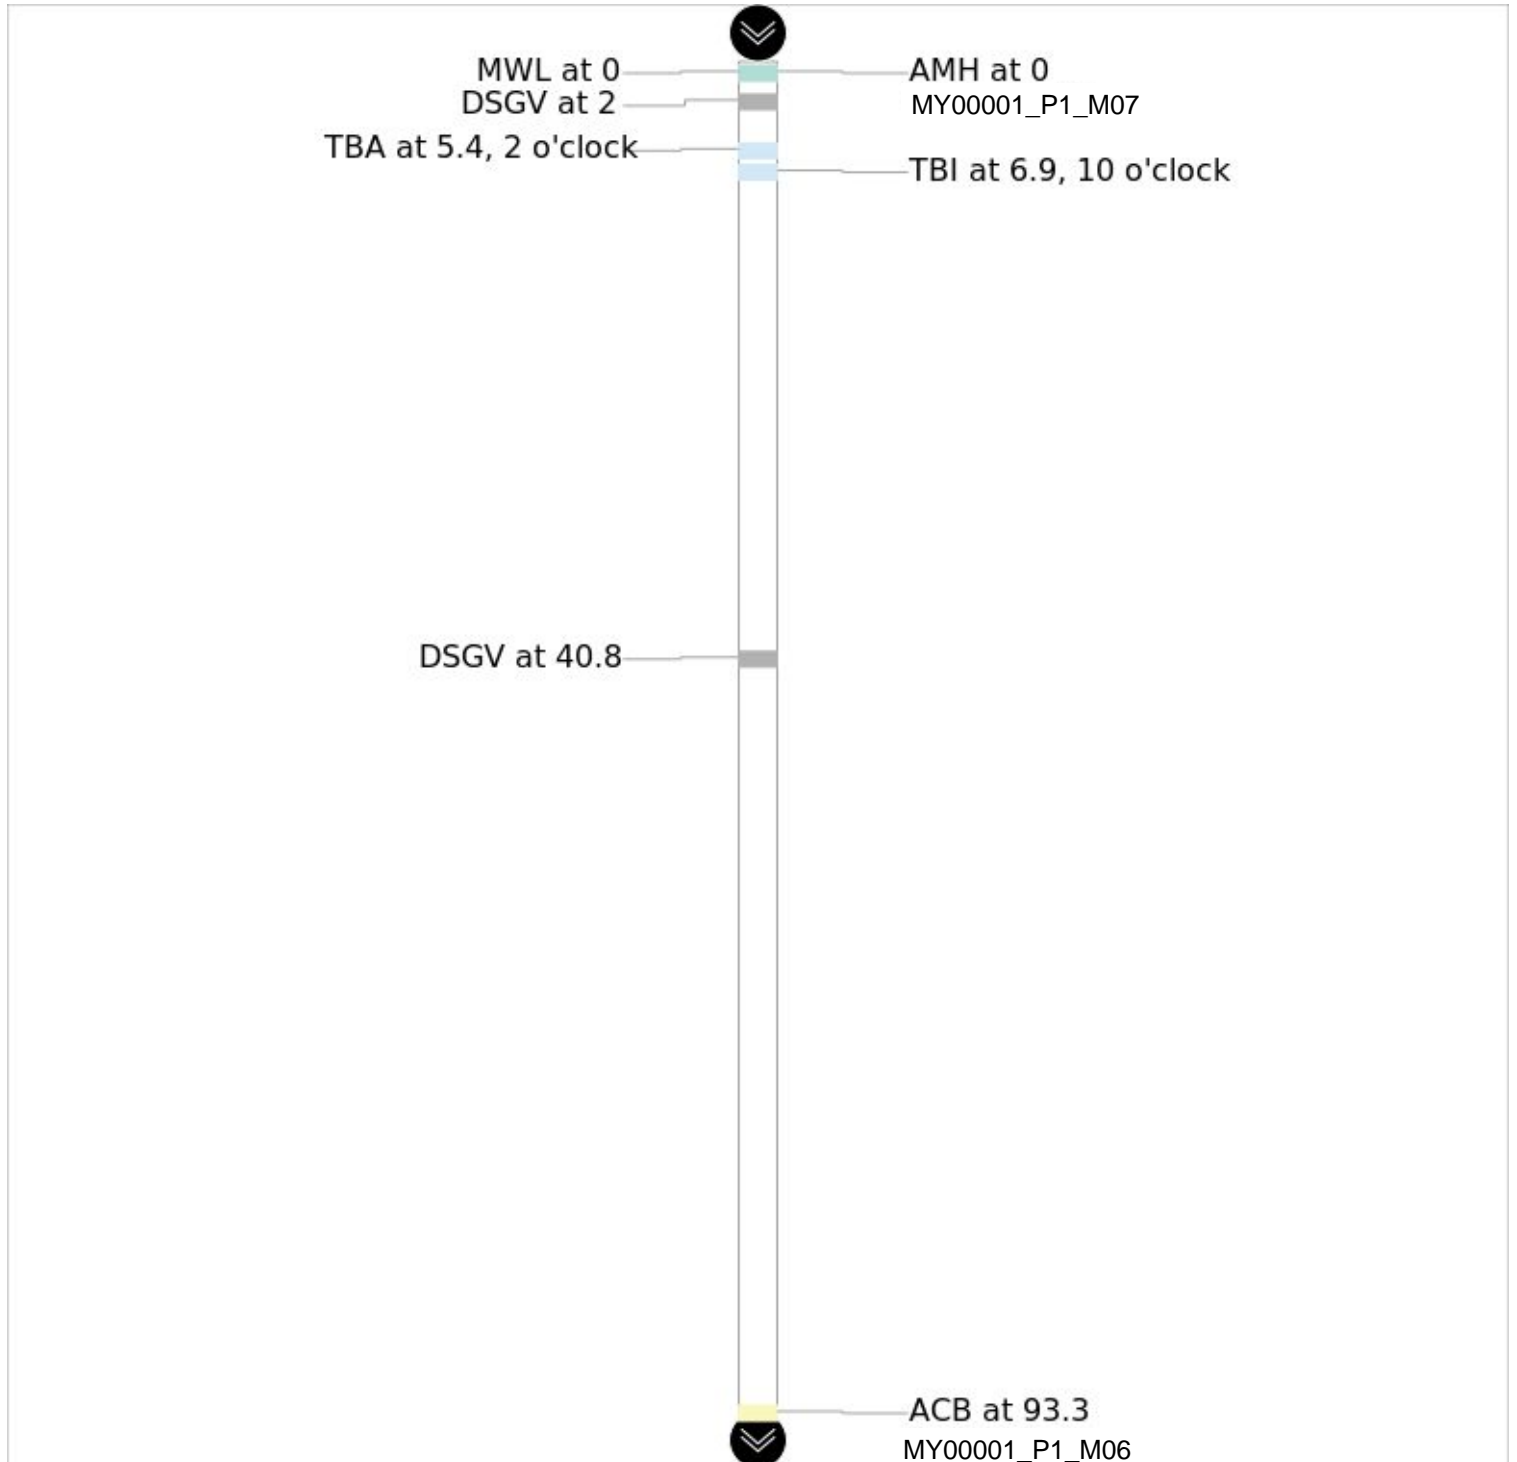 MWL at 0
AMH at 0
DSGV at 2
MY00001_P1_M07
TBA at 5.4, 2 o'clock
TBI at 6.9, 10 o'clock
DSGV at 40.8
ACB at 93.3
MY00001_P1_M06